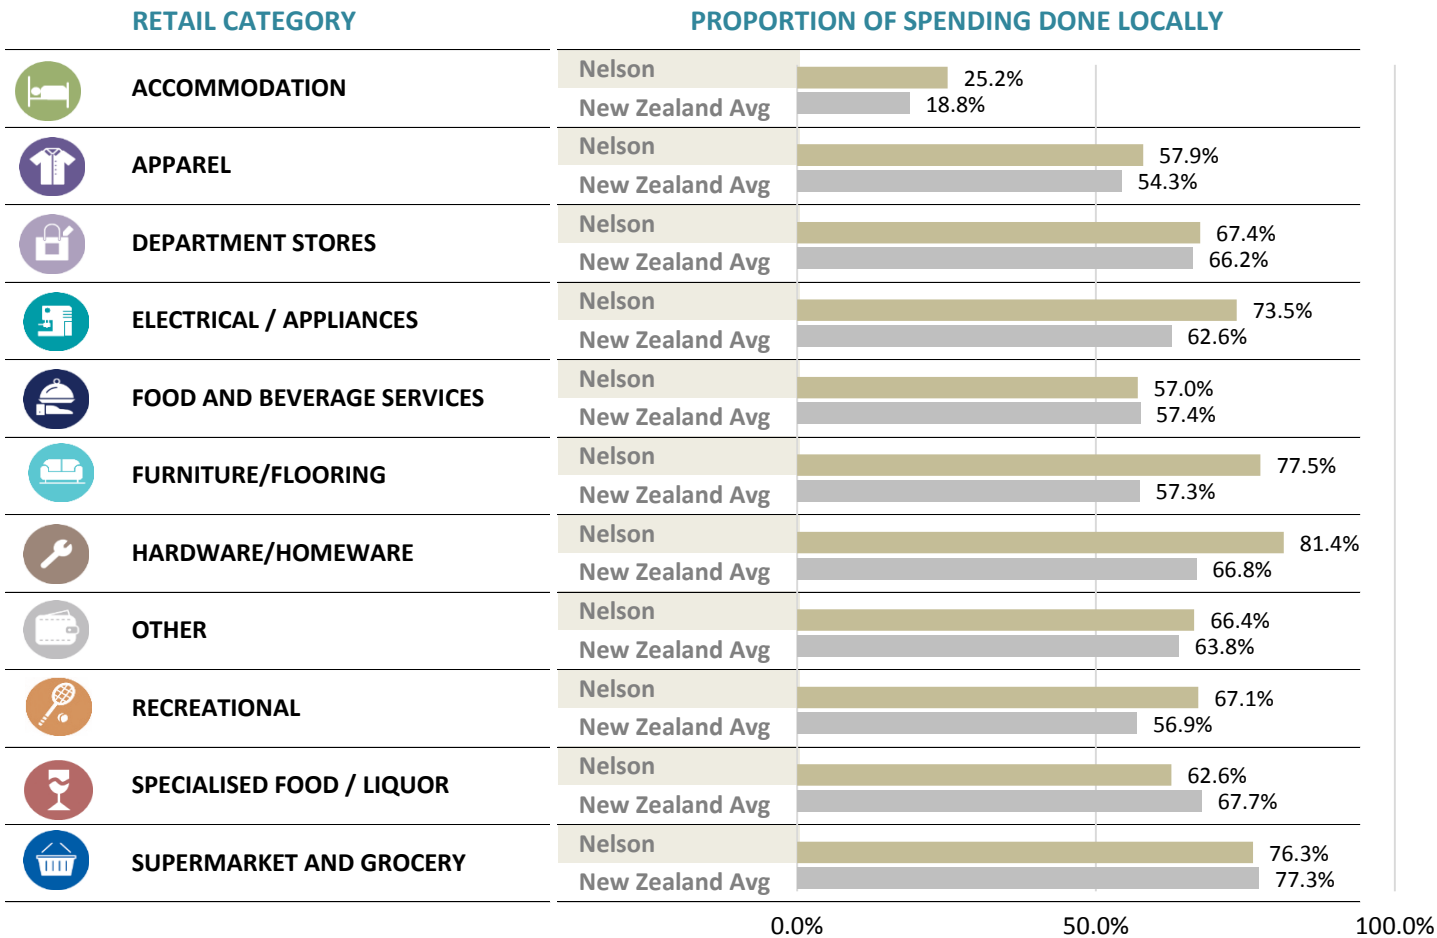 RETAIL CATEGORY
PROPORTION OF SPENDING DONE LOCALLY
ACCOMMODATION
Nelson
25.2%
New Zealand Avg
18.8%
APPAREL
Nelson
57.9%
New Zealand Avg
54.3%
DEPARTMENT STORES
Nelson
67.4%
New Zealand Avg
66.2%
ELECTRICAL / APPLIANCES
Nelson
73.5%
New Zealand Avg
62.6%
FOOD AND BEVERAGE SERVICES
Nelson
57.0%
New Zealand Avg
57.4%
FURNITURE/FLOORING
Nelson
77.5%
New Zealand Avg
57.3%
HARDWARE/HOMEWARE
Nelson
81.4%
New Zealand Avg
66.8%
OTHER
Nelson
66.4%
New Zealand Avg
63.8%
RECREATIONAL
Nelson
67.1%
New Zealand Avg
56.9%
SPECIALISED FOOD / LIQUOR
Nelson
62.6%
New Zealand Avg
67.7%
SUPERMARKET AND GROCERY
Nelson
76.3%
New Zealand Avg
77.3%
0.0%
50.0%
100.0%